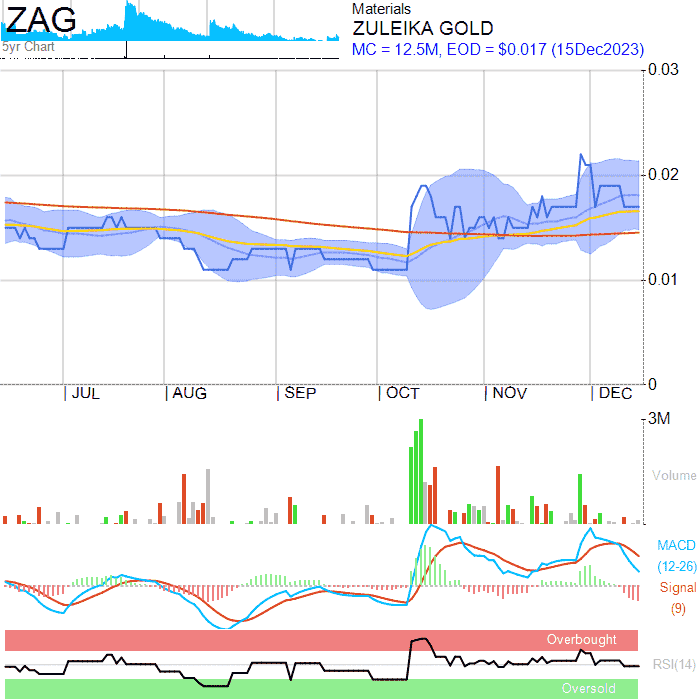 ZAG
5yr Chart
Materials
ZULEIKA GOLD
MC = 12.5M, EOD = $0.017 (15Dec2023)
0.03
0.02
0.01
0
JUL AUG SEP OCT NOV DEC
3M
Volume
MACD
(12-26)
Signal
(9)
Overbought
RSI(14)
Oversold